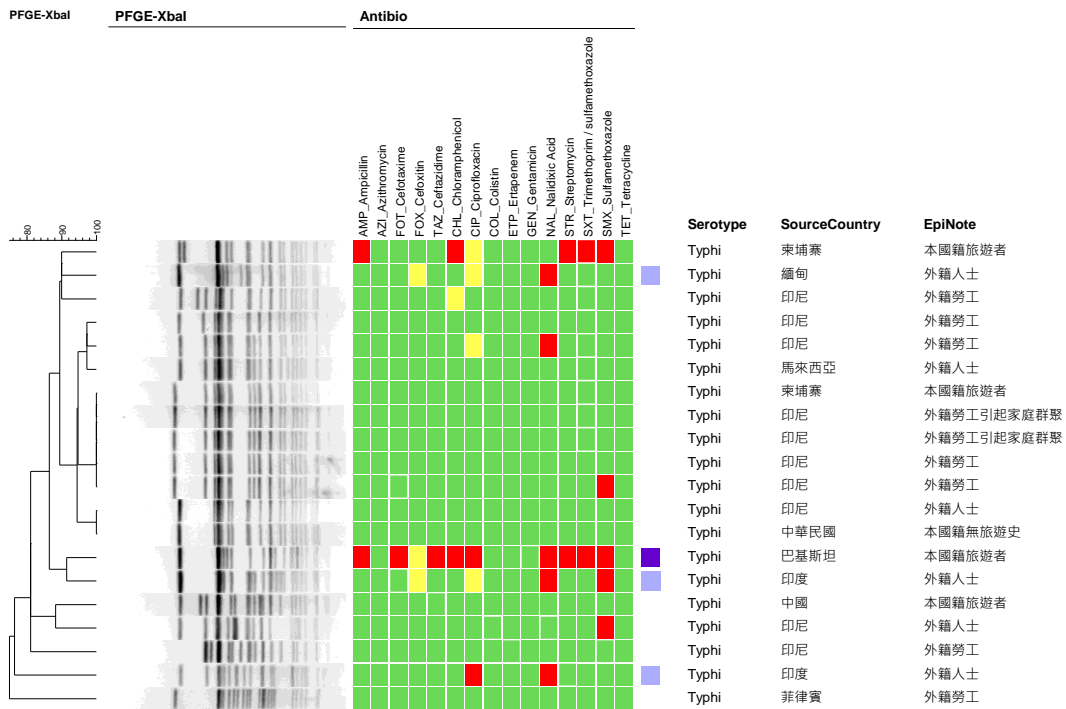 PFGE-XbaI PFGE-XbaI Antibio
AMP_Ampicillin
AZI_Azithromycin
FOT_Cefotaxime
FOX_Cefoxitin
TAZ_Ceftazidime
CHL_Chloramphenicol
CIP_Ciprofloxacin
COL_Colistin
ETP_Ertapenem
GEN_Gentamicin
NAL_Nalidixic Acid
STR_Streptomycin
SXT_Trimethoprim / sulfamethoxazole
SMX_Sulfamethoxazole
TET_Tetracycline
80 90 100
Serotype SourceCountry EpiNote
Typhi 柬埔寨 本國籍旅遊者
Typhi 緬甸 外籍人士
Typhi 印尼 外籍勞工
Typhi 印尼 外籍勞工
Typhi 印尼 外籍勞工
Typhi 馬來西亞 外籍人士
Typhi 柬埔寨 本國籍旅遊者
Typhi 印尼 外籍勞工引起家庭群聚
Typhi 印尼 外籍勞工引起家庭群聚
Typhi 印尼 外籍勞工
Typhi 印尼 外籍勞工
Typhi 印尼 外籍人士
Typhi 中華民國 本國籍無旅遊史
Typhi 巴基斯坦 本國籍旅遊者
Typhi 印度 外籍人士
Typhi 中國 本國籍旅遊者
Typhi 印尼 外籍人士
Typhi 印尼 外籍勞工
Typhi 印度 外籍人士
Typhi 菲律賓 外籍勞工